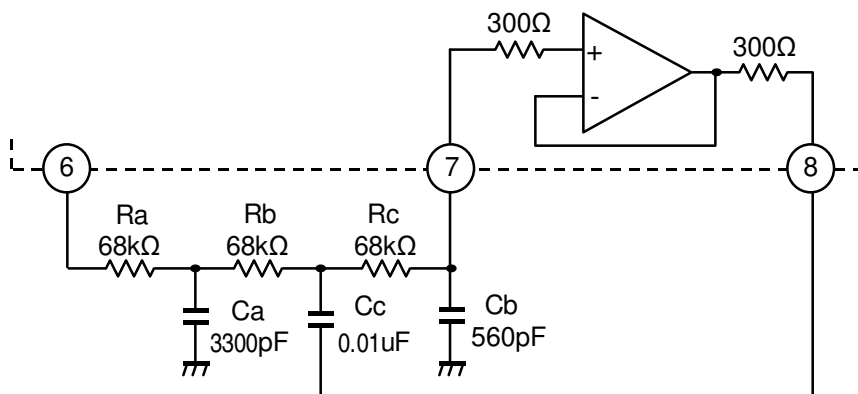 300Ω
300Ω
+
-
6
7
8
Ra
Rb
Rc
68kΩ
68kΩ
68kΩ
Ca
Cc
Cb
3300pF
0.01uF
560pF